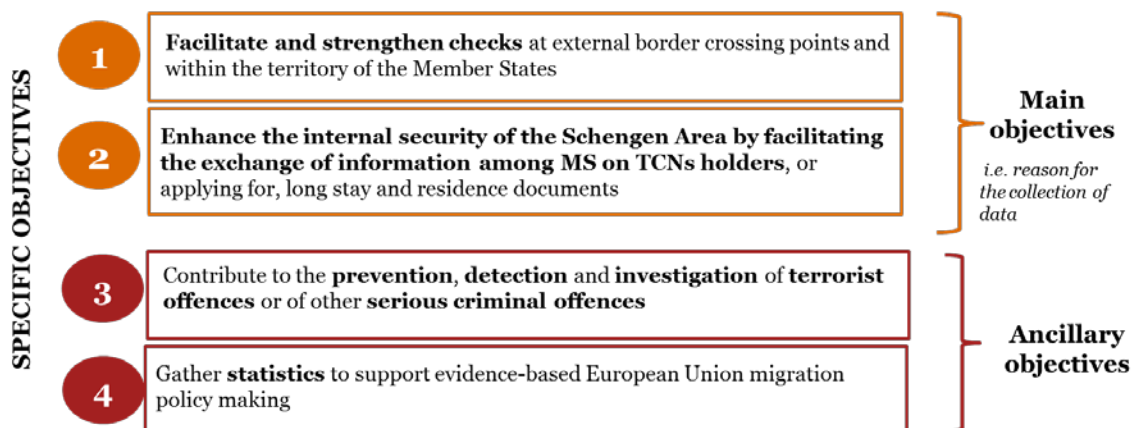 SPECIFIC OBJECTIVES
1
Facilitate and strengthen checks at external border crossing points and
within the territory of the Member States
2
Enhance the internal security of the Schengen Area by facilitating
the exchange of information among MS on TCNs holders, or
applying for, long stay and residence documents
Main
objectives
i.e. reason for
the collection of
data
3
Contribute to the prevention, detection and investigation of terrorist
offences or of other serious criminal offences
4
Gather statistics to support evidence-based European Union migration
policy making
Ancillary
objectives